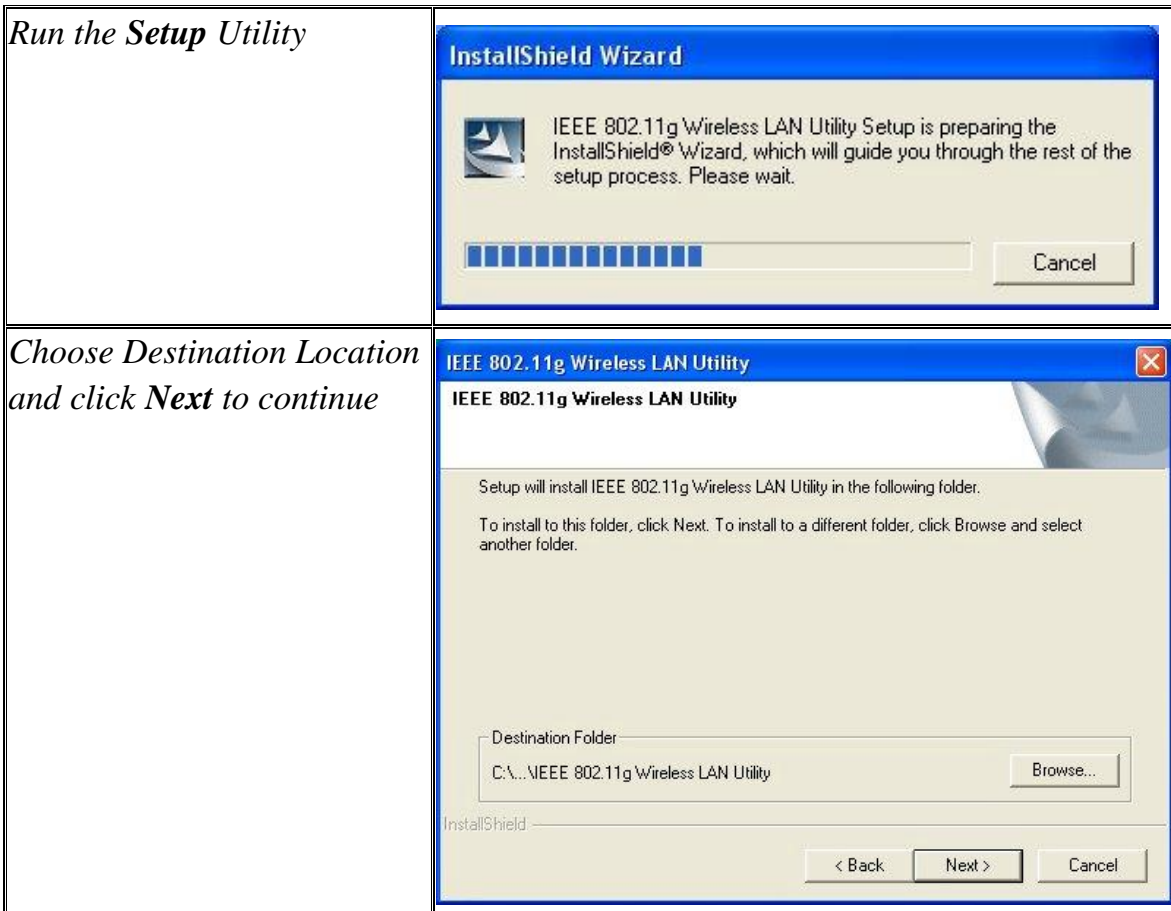 Run the Setup Utility
InstallShield Wizard
IEEE 802.11g Wireless LAN Utility Setup is preparing the
InstallShield® Wizard, which will guide you through the rest of the
setup process. Please wait.
Cancel
Choose Destination Location
and click Next to continue
IEEE 802.11g Wireless LAN Utility
IEEE 802.11g Wireless LAN Utility
Setup will install IEEE 802.11g Wireless LAN Utility in the following folder.
To install to this folder, click Next. To install to a different folder, click Browse and select
another folder.
Destination Folder
C:\...\IEEE 802.11g Wireless LAN Utility
Browse...
InstallShield
< Back
Next >
Cancel